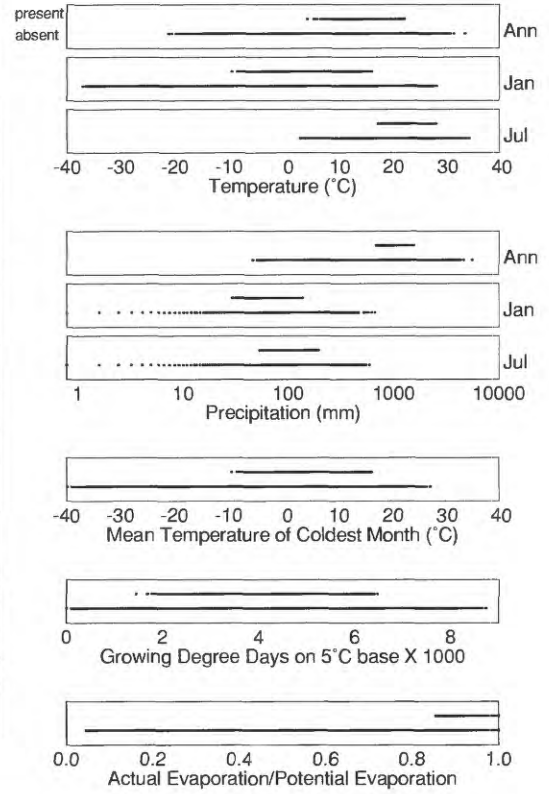 present
absent
Ann
Jan
Jul
-40 -30 -20 -10 0 10 20 30 40
Temperature (˚C)
Ann
Jan
Jul
1 10 100 1000 10000
Precipitation (mm)
-40 -30 -20 -10 0 10 20 30 40
Mean Temperature of Coldest Month (˚C)
0 2 4 6 8
Growing Degree Days on 5˚C base X 1000
0.0 0.2 0.4 0.6 0.8 1.0
Actual Evaporation/Potential Evaporation